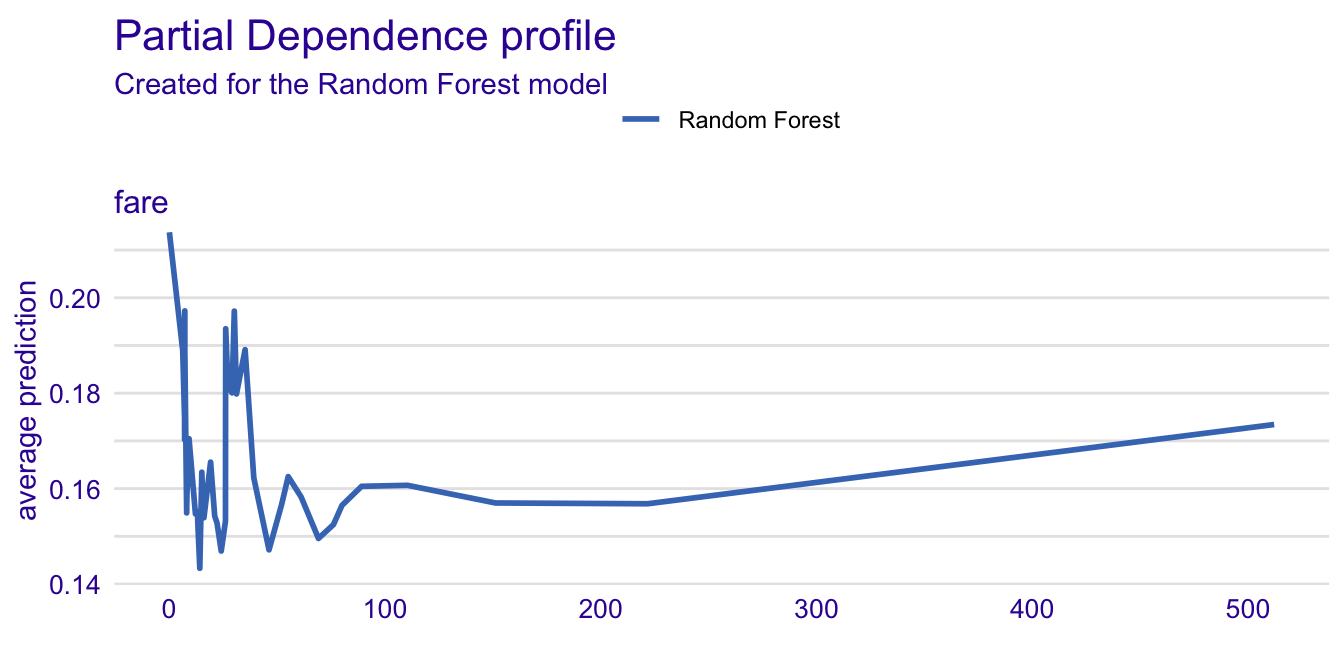 Partial Dependence profile
Created for the Random Forest model
Random Forest
fare
average prediction
0.20
0.18
0.16
0.14
0 100 200 300 400 500